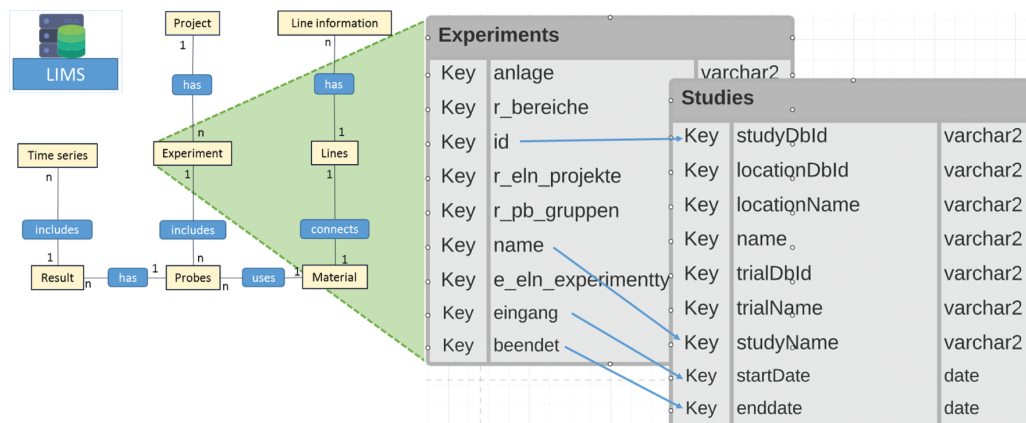 LIMS
Project
1
has
n
Experiment
1
includes
n
Probes
Line information
n
has
1
Lines
1
connects
1
Material
Time series
n
includes
1
Result
n
has
1
n
uses
1
Experiments
Key anlage varchar2
Key r_bereiche
Key id
Key r_eln_projekte
Key r_pb_gruppen
Key name
Key e_eln_experimentty
Key eingang
Key beendet
Studies
Key studyDbId varchar2
Key locationDbId varchar2
Key locationName varchar2
Key name varchar2
Key trialDbId varchar2
Key trialName varchar2
Key studyName varchar2
Key startDate date
Key enddate date